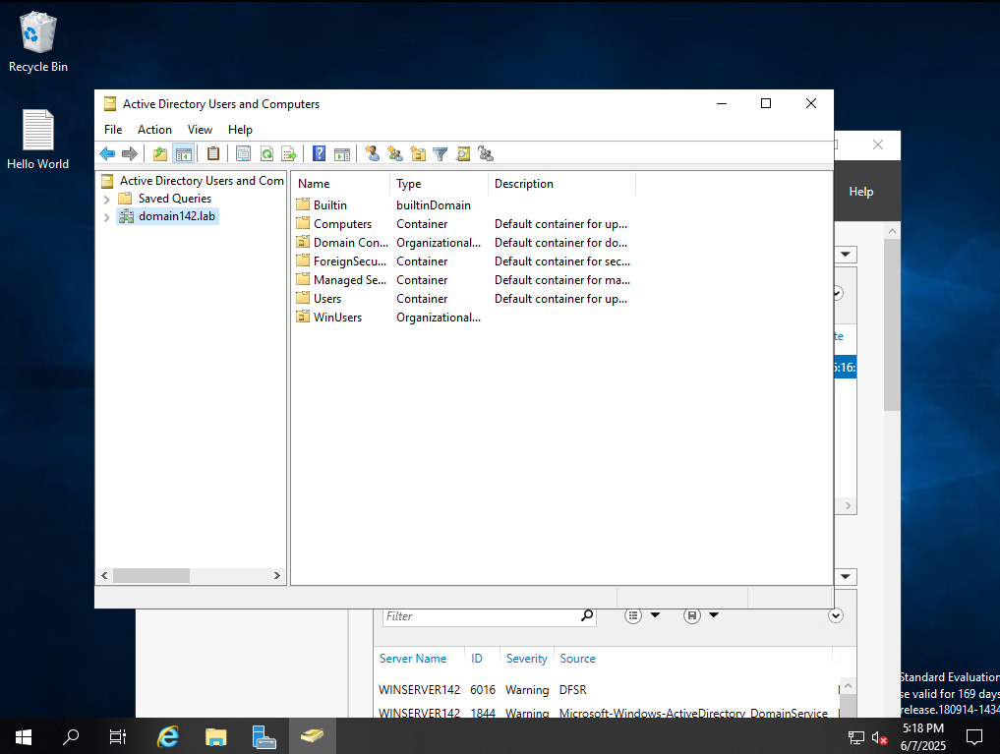 Recycle Bin
Hello World
Active Directory Users and Computers
File Action View Help
Active Directory Users and Com
Saved Queries
domain142.lab
Name Type Description
Builtin builtinDomain
Computers Container Default container for up...
Domain Con... Organizational...  Default container for do...
ForeignSecu... Container Default container for sec...
Managed Se... Container Default container for ma...
Users Container Default container for up...
WinUsers Organizational...
Help
te
Filter
Server Name ID Severity Source
WINSERVER142 6016 Warning DFSR
WINSERVER142 1844 Warning Microsoft-Windows-ActiveDirectory_DomainService
Standard Evaluation
se valid for 169 days
release.180914-1434
5:18 PM
6/7/2025